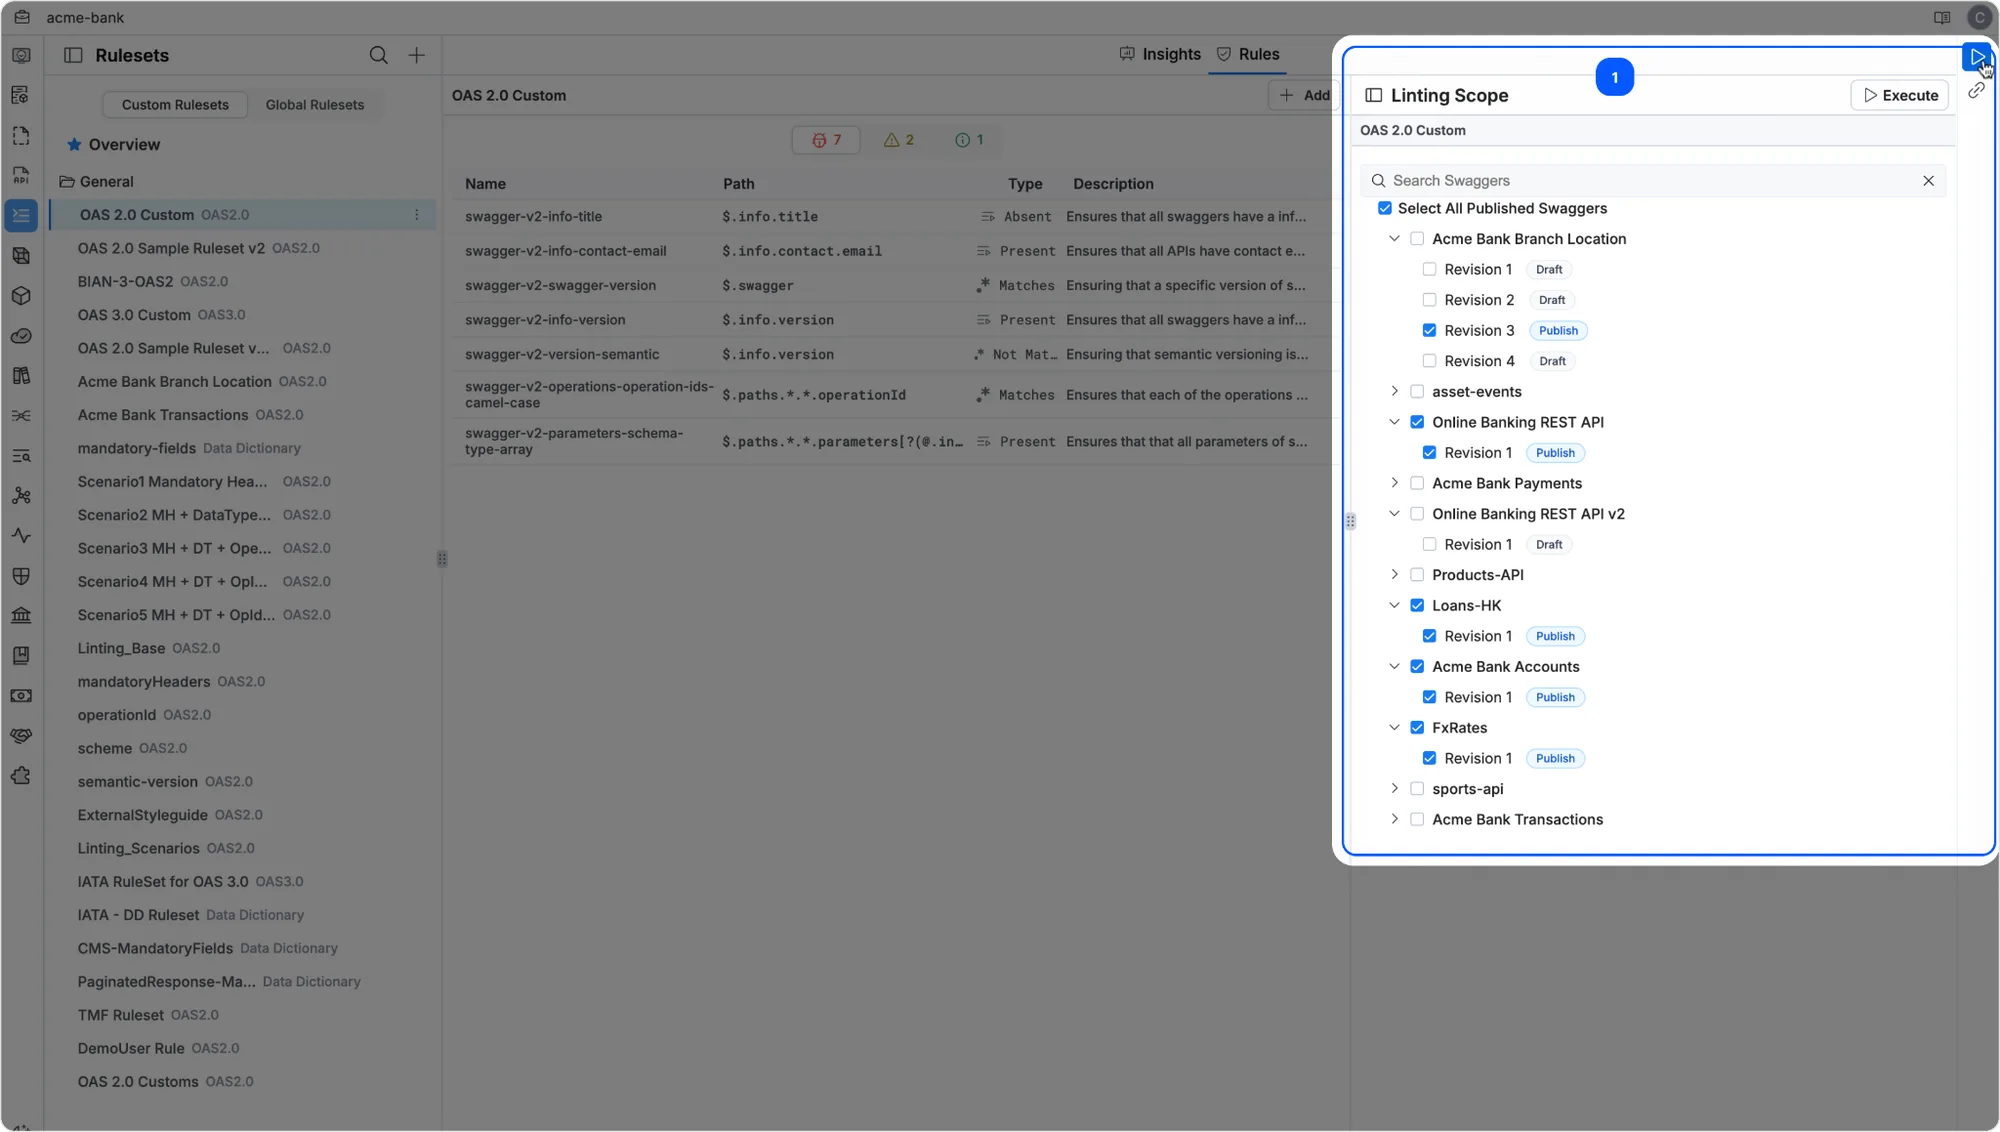 acme-bank
C
Rulesets
Insights
Rules
1
Custom Rulesets
Global Rulesets
OAS 2.0 Custom
Add
Linting Scope
Execute
OAS 2.0 Custom
Overview
7
2
1
General
Search Swaggers
Name
Path
Type
Description
Select All Published Swaggers
OAS 2.0 Custom OAS2.0
swagger-v2-info-title $.info.title Absent Ensures that all swaggers have a inf...
Acme Bank Branch Location
OAS 2.0 Sample Ruleset v2 OAS2.0
swagger-v2-info-contact-email $.info.contact.email Present Ensures that all APIs have contact e...
Revision 1 Draft
BIAN-3-OAS2 OAS2.0
swagger-v2-swagger-version $.swagger Matches Ensuring that a specific version of s...
Revision 2 Draft
OAS 3.0 Custom OAS3.0
swagger-v2-info-version $.info.version Present Ensures that all swaggers have a inf...
Revision 3 Publish
OAS 2.0 Sample Ruleset v... OAS2.0
swagger-v2-version-semantic $.info.version Not Mat... Ensuring that semantic versioning is...
Revision 4 Draft
Acme Bank Branch Location OAS2.0
swagger-v2-operations-operation-ids-
camel-case
$.paths.*.*.operationId Matches Ensures that each of the operations ...
asset-events
Acme Bank Transactions OAS2.0
Online Banking REST API
mandatory-fields Data Dictionary
swagger-v2-parameters-schema-
type-array
$.paths.*.*.parameters[?(@.in... Present Ensures that that all parameters of s...
Revision 1 Publish
Scenario1 Mandatory Hea... OAS2.0
Acme Bank Payments
Scenario2 MH + DataType... OAS2.0
Online Banking REST API v2
Scenario3 MH + DT + Ope... OAS2.0
Revision 1 Draft
Scenario4 MH + DT + OpI... OAS2.0
Products-API
Scenario5 MH + DT + OpId... OAS2.0
Loans-HK
Linting_Base OAS2.0
Revision 1 Publish
mandatoryHeaders OAS2.0
Acme Bank Accounts
operationId OAS2.0
Revision 1 Publish
scheme OAS2.0
FxRates
semantic-version OAS2.0
Revision 1 Publish
ExternalStyleguide OAS2.0
sports-api
Linting_Scenarios OAS2.0
Acme Bank Transactions
IATA RuleSet for OAS 3.0 OAS3.0
IATA - DD Ruleset Data Dictionary
CMS-MandatoryFields Data Dictionary
PaginatedResponse-Ma... Data Dictionary
TMF Ruleset OAS2.0
DemoUser Rule OAS2.0
OAS 2.0 Customs OAS2.0
API